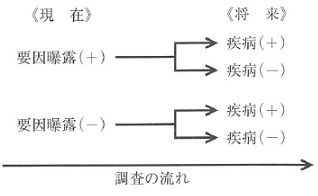 《現　在》　《将　来》
疾病(＋)
要因曝露(＋)
疾病(－)
疾病(＋)
要因曝露(－)
疾病(－)
調査の流れ